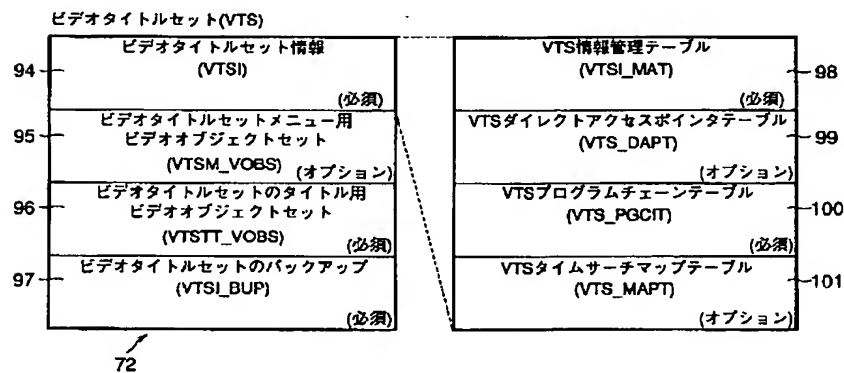 ビデオタイトルセット(VTS)
94
ビデオタイトルセット情報
(VTSI)
(必須)
95
ビデオタイトルセットメニュー用
ビデオオブジェクトセット
(VTSM_VOBS)
(オプション)
96
ビデオタイトルセットのタイトル用
ビデオオブジェクトセット
(VTSTT_VOBS)
(必須)
97
ビデオタイトルセットのバックアップ
(VTSI_BUP)
(必須)
72
VTS情報管理テーブル
(VTSI_MAT)
(必須)
98
VTSダイレクトアクセスポインタテーブル
(VTS_DAPT)
(オプション)
99
VTSプログラムチェーンテーブル
(VTS_PGCIT)
(必須)
100
VTSタイムサーチマップテーブル
(VTS_MAPT)
(オプション)
101